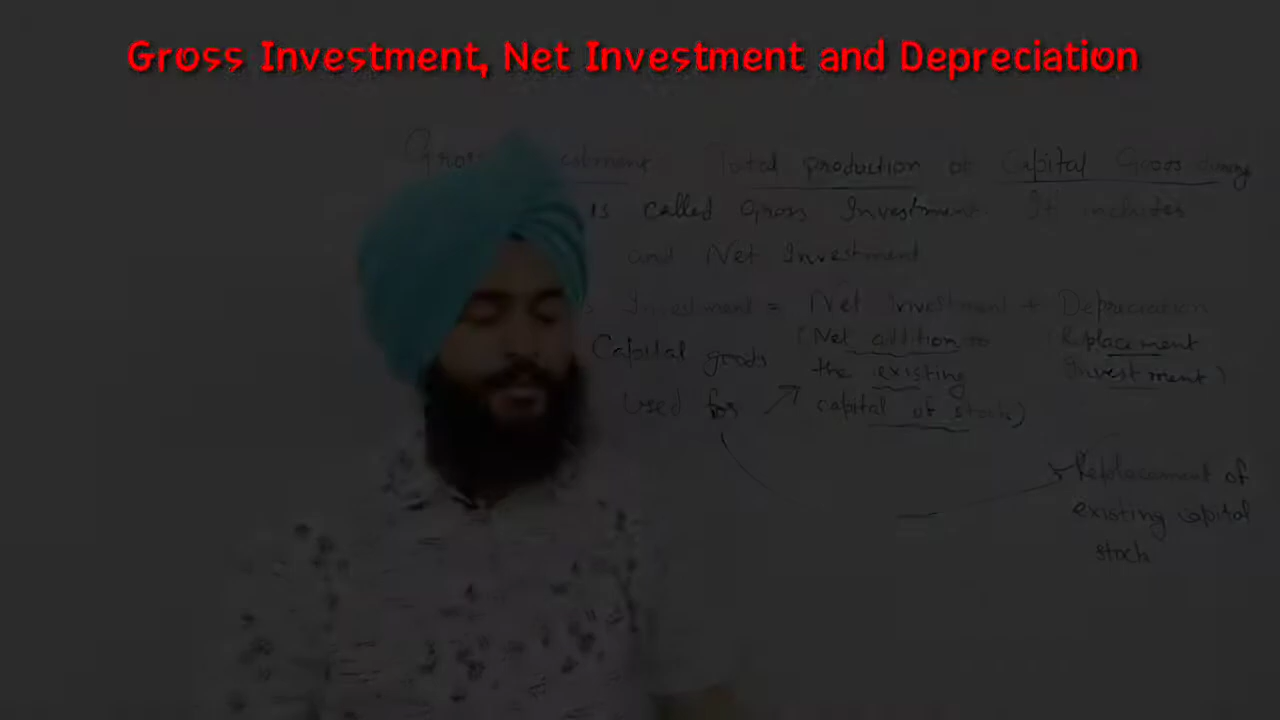 Gross Investment, Net Investment and Depreciation
Gross Total production of Capital Goods during
is called Gross Investment. It includes
and Net Investment
Investment = Net Investment + Depreciation
Capital goods (Net addition to Replacement
the existing Investment)
Used for capital of stock)
Replacement of
existing capital
stock